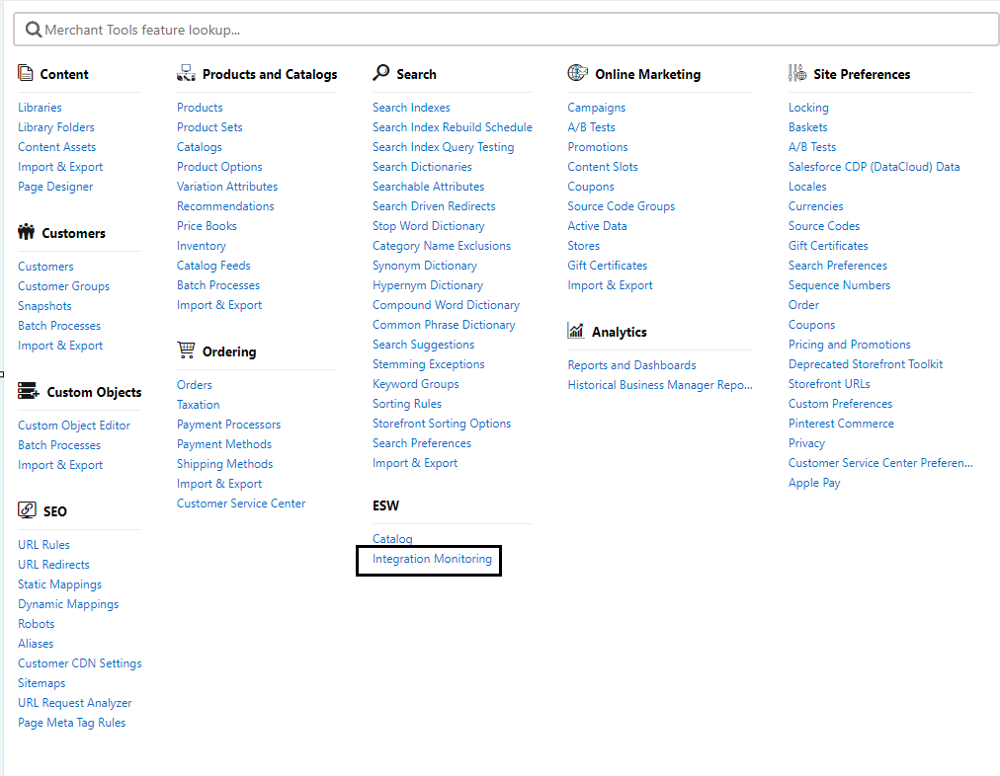 Merchant Tools feature lookup...
Content
Libraries
Library Folders
Content Assets
Import & Export
Page Designer
Customers
Customers
Customer Groups
Snapshots
Batch Processes
Import & Export
Custom Objects
Custom Object Editor
Batch Processes
Import & Export
SEO
URL Rules
URL Redirects
Static Mappings
Dynamic Mappings
Robots
Aliases
Customer CDN Settings
Sitemaps
URL Request Analyzer
Page Meta Tag Rules
Products and Catalogs
Products
Product Sets
Catalogs
Product Options
Variation Attributes
Recommendations
Price Books
Inventory
Catalog Feeds
Batch Processes
Import & Export
Ordering
Orders
Taxation
Payment Processors
Payment Methods
Shipping Methods
Import & Export
Customer Service Center
Search
Search Indexes
Search Index Rebuild Schedule
Search Index Query Testing
Search Dictionaries
Searchable Attributes
Search Driven Redirects
Stop Word Dictionary
Category Name Exclusions
Synonym Dictionary
Hypernym Dictionary
Compound Word Dictionary
Common Phrase Dictionary
Search Suggestions
Stemming Exceptions
Keyword Groups
Sorting Rules
Storefront Sorting Options
Search Preferences
Import & Export
ESW
Catalog
Integration Monitoring
Online Marketing
Campaigns
A/B Tests
Promotions
Content Slots
Coupons
Source Code Groups
Active Data
Stores
Gift Certificates
Import & Export
Analytics
Reports and Dashboards
Historical Business Manager Repo...
Site Preferences
Locking
Baskets
A/B Tests
Salesforce CDP (DataCloud) Data
Locales
Currencies
Source Codes
Gift Certificates
Search Preferences
Sequence Numbers
Order
Coupons
Pricing and Promotions
Deprecated Storefront Toolkit
Storefront URLs
Custom Preferences
Pinterest Commerce
Privacy
Customer Service Center Preferen...
Apple Pay